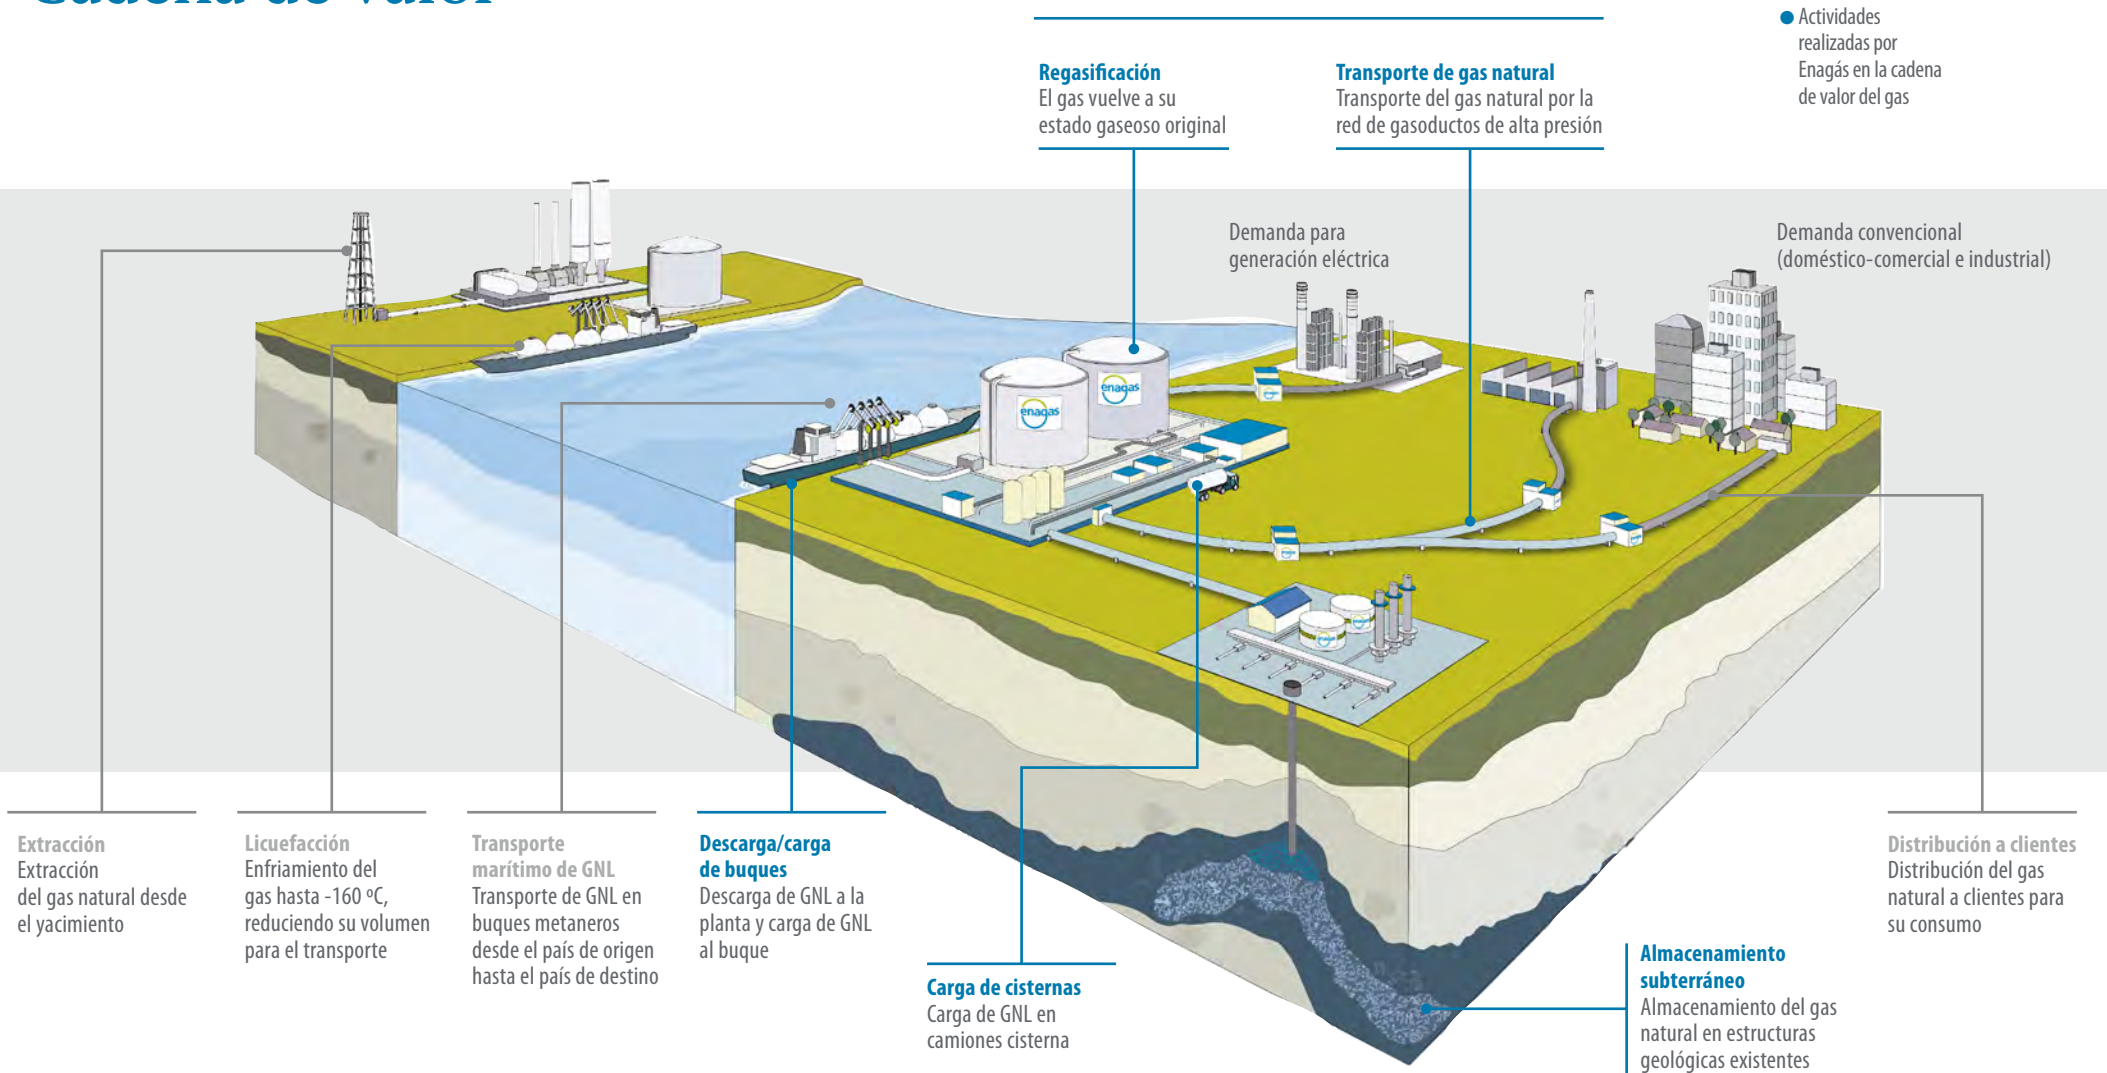 Cadena de valor
Actividades
realizadas por
Enagás en la cadena
de valor del gas
Regasificación
El gas vuelve a su
estado gaseoso original
Transporte de gas natural
Transporte del gas natural por la
red de gasoductos de alta presión
Demanda para
generación eléctrica
Demanda convencional
(doméstico-comercial e industrial)
enagas
enagas
enagas
enagas
Extracción
Extracción
del gas natural desde
el yacimiento
Licuefacción
Enfriamiento del
gas hasta -160 ºC,
reduciendo su volumen
para el transporte
Transporte
marítimo de GNL
Transporte de GNL en
buques metaneros
desde el país de origen
hasta el país de destino
Descarga/carga
de buques
Descarga de GNL a la
planta y carga de GNL
al buque
Carga de cisternas
Carga de GNL en
camiones cisterna
Almacenamiento
subterráneo
Almacenamiento del gas
natural en estructuras
geológicas existentes
Distribución a clientes
Distribución del gas
natural a clientes para
su consumo